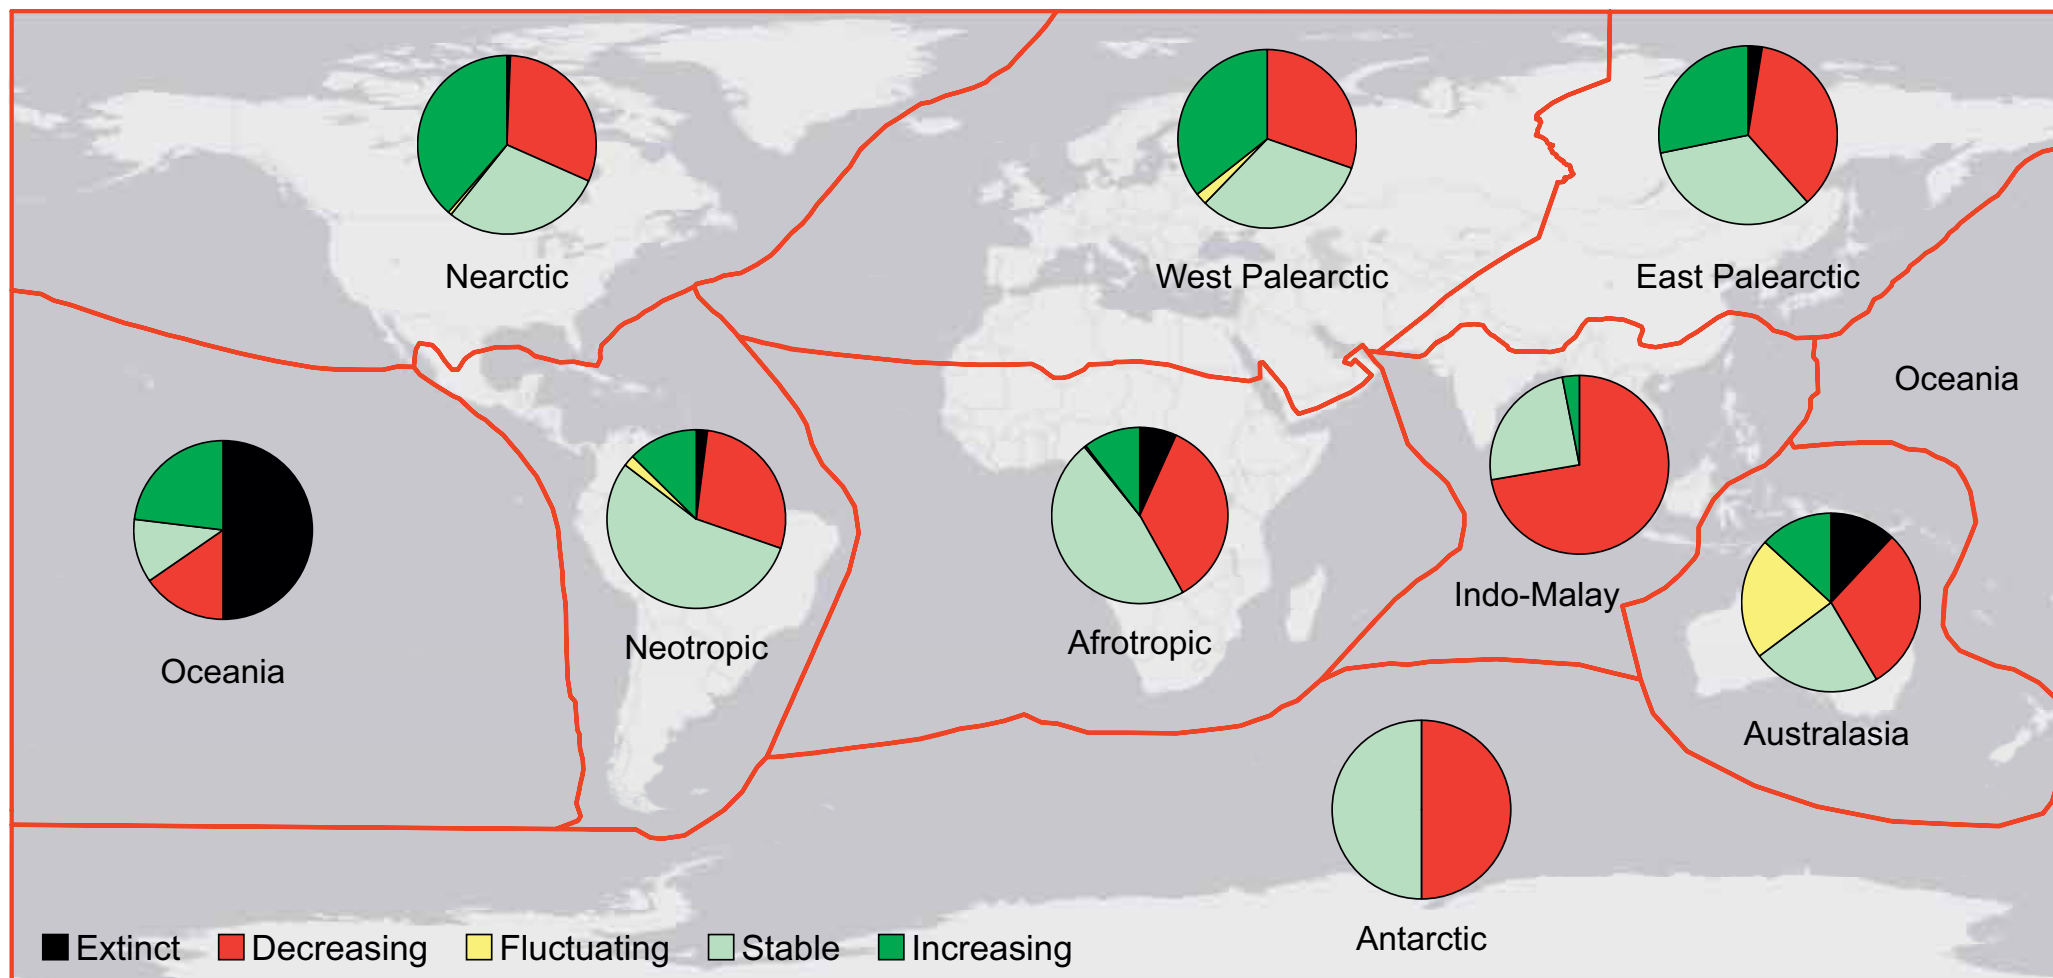 Nearctic
West Palearctic
East Palearctic
Oceania
Oceania
Neotropic
Afrotropic
Indo-Malay
Australasia
Antarctic
Extinct
Decreasing
Fluctuating
Stable
Increasing